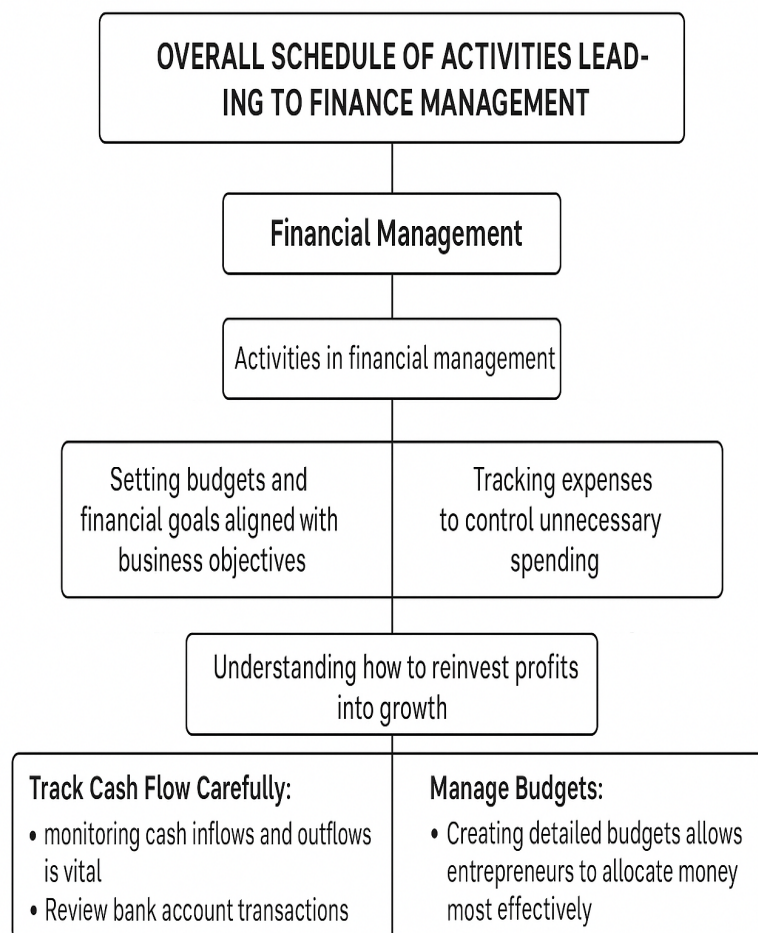 OVERALL SCHEDULE OF ACTIVITIES LEAD-
ING TO FINANCE MANAGEMENT
Financial Management
Activities in financial management
Setting budgets and
financial goals aligned with
business objectives
Tracking expenses
to control unnecessary
spending
Understanding how to reinvest profits
into growth
Track Cash Flow Carefully:
• monitoring cash inflows and outflows
is vital
• Review bank account transactions
Manage Budgets:
• Creating detailed budgets allows
entrepreneurs to allocate money
most effectively